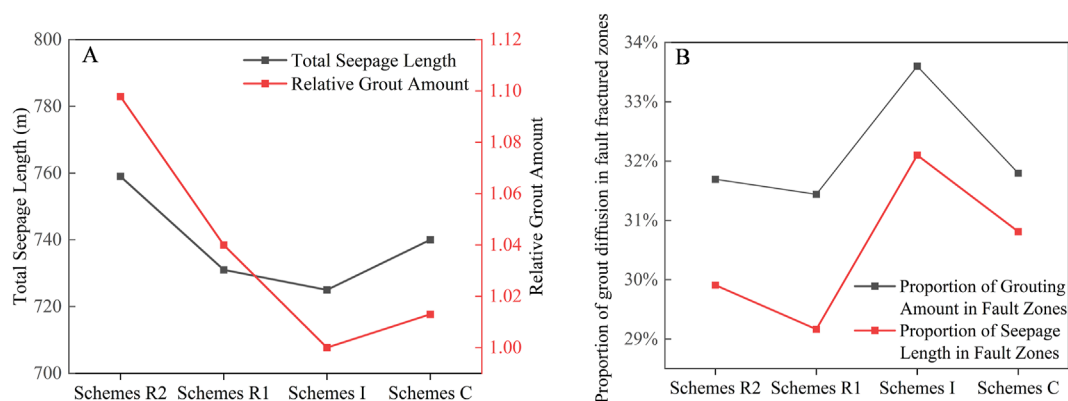 A
Total Seepage Length
Relative Grout Amount
Total Seepage Length (m)
800
780
760
740
720
700
1.12
1.10
1.08
1.06
1.04
1.02
1.00
Relative Grout Amount
Schemes R2 Schemes R1 Schemes I Schemes C
B
Proportion of grout diffusion in fault fractured zones
34%
33%
32%
31%
30%
29%
Proportion of Grouting
Amount in Fault Zones
Proportion of Seepage
Length in Fault Zones
Schemes R2 Schemes R1 Schemes I Schemes C